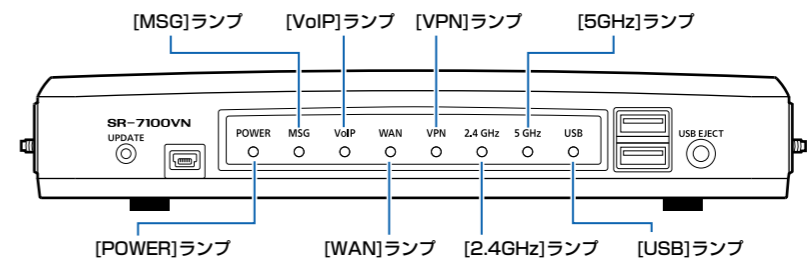 [MSG]ランプ [VoIP]ランプ [VPN]ランプ [5GHz]ランプ
SR-7100VN
UPDATE
POWER MSG VoIP WAN VPN 2.4 GHz 5 GHz USB
USB EJECT
[POWER]ランプ [WAN]ランプ [2.4GHz]ランプ [USB]ランプ